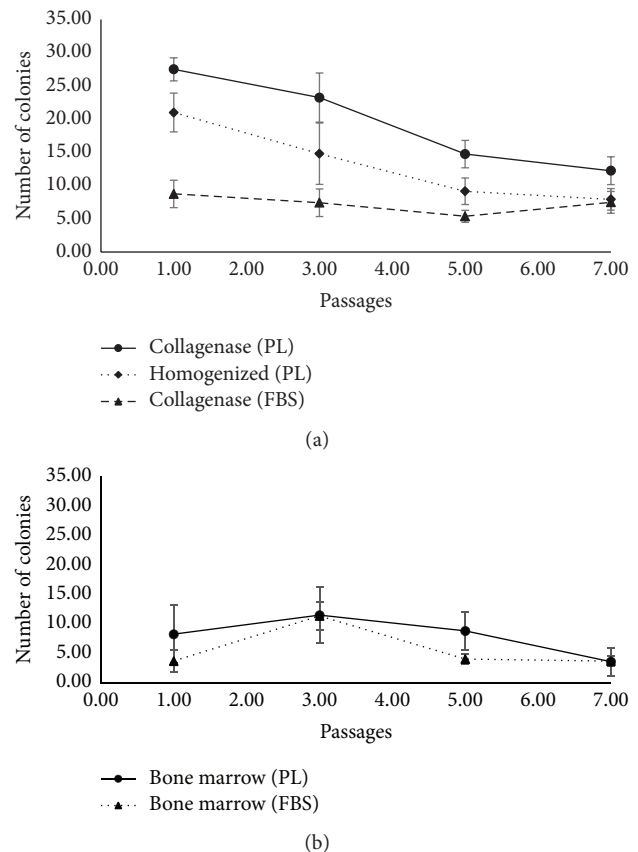 35.00
30.00
25.00
20.00
15.00
10.00
5.00
0.00
Number of colonies
0.00 1.00 2.00 3.00 4.00 5.00 6.00 7.00
Passages
Collagenase (PL)
Homogenized (PL)
Collagenase (FBS)
(a)
35.00
30.00
25.00
20.00
15.00
10.00
5.00
0.00
Number of colonies
0.00 1.00 2.00 3.00 4.00 5.00 6.00 7.00
Passages
Bone marrow (PL)
Bone marrow (FBS)
(b)